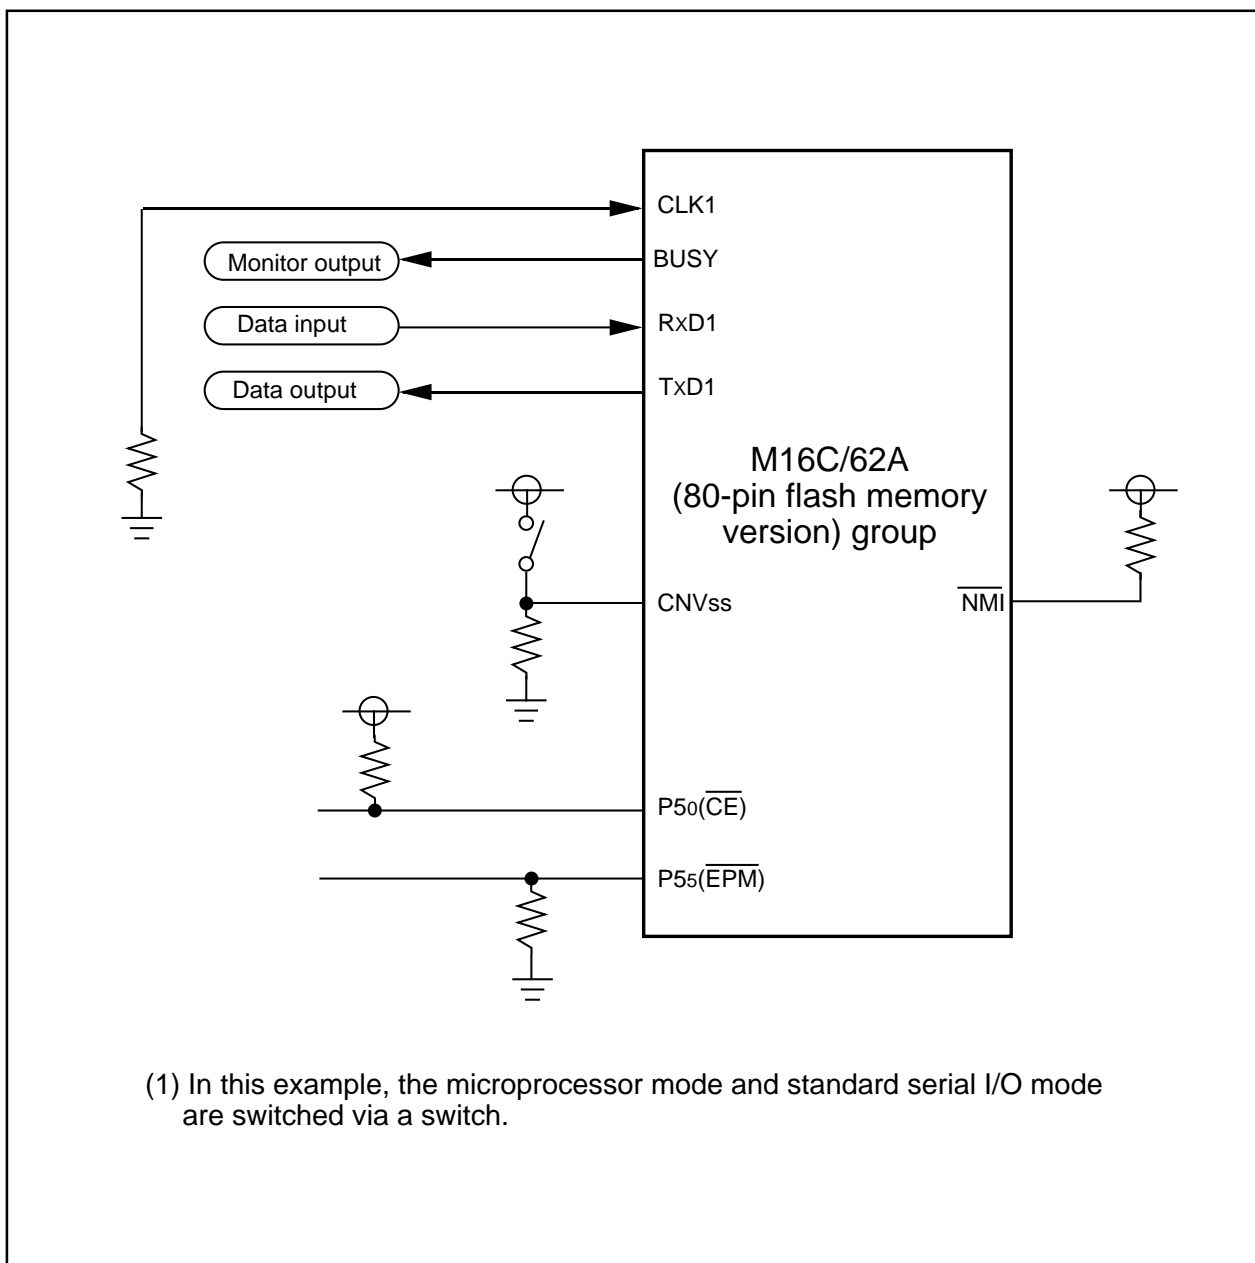 CLK1
Monitor output
BUSY
Data input
RxD1
Data output
TxD1
M16C/62A
(80-pin flash memory
version) group
CNVss
NMI
P50(CE)
P55(EPM)
(1) In this example, the microprocessor mode and standard serial I/O mode
are switched via a switch.